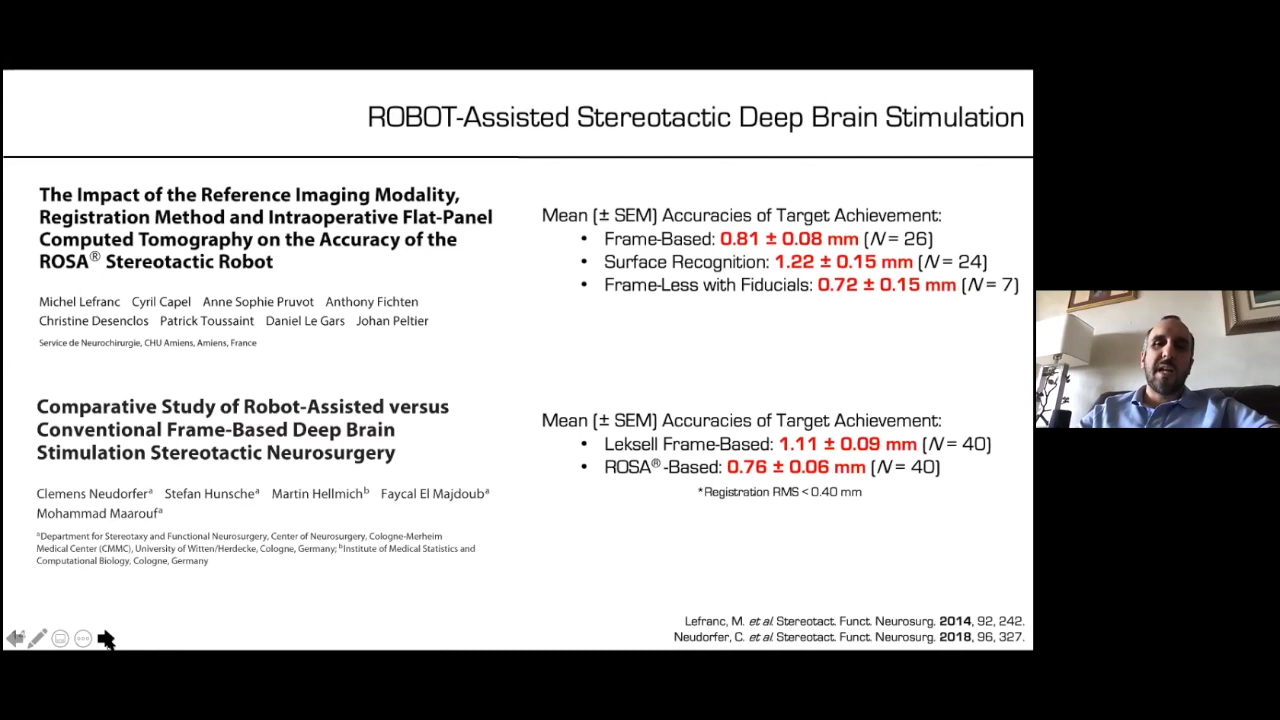 ROBOT-Assisted Stereotactic Deep Brain Stimulation
The Impact of the Reference Imaging Modality,
Registration Method and Intraoperative Flat-Panel
Computed Tomography on the Accuracy of the
ROSA® Stereotactic Robot
Michel Lefranc Cyril Capel Anne Sophie Pruvot Anthony Fichten
Christine Desenclos Patrick Toussaint Daniel Le Gars Johan Peltier
Service de Neurochirurgie, CHU Amiens, Amiens, France
Mean (± SEM) Accuracies of Target Achievement:
• Frame-Based: 0.81 ± 0.08 mm (N = 26)
• Surface Recognition: 1.22 ± 0.15 mm (N = 24)
• Frame-Less with Fiducials: 0.72 ± 0.15 mm (N = 7)
Comparative Study of Robot-Assisted versus
Conventional Frame-Based Deep Brain
Stimulation Stereotactic Neurosurgery
Clemens Neudorferᵃ Stefan Hunscheᵃ Martin Hellmichᵇ Faycal El Majdoubᵃ
Mohammad Maaroufᵃ
ᵃDepartment for Stereotaxy and Functional Neurosurgery, Center of Neurosurgery, Cologne-Merheim
Medical Center (CMMC), University of Witten/Herdecke, Cologne, Germany; ᵇInstitute of Medical Statistics and
Computational Biology, Cologne, Germany
Mean (± SEM) Accuracies of Target Achievement:
• Leksell Frame-Based: 1.11 ± 0.09 mm (N = 40)
• ROSA®-Based: 0.76 ± 0.06 mm (N = 40)
*Registration RMS < 0.40 mm
Lefranc, M. et al. Stereotact. Funct. Neurosurg. 2014, 92, 242.
Neudorfer, C. et al. Stereotact. Funct. Neurosurg. 2018, 96, 327.